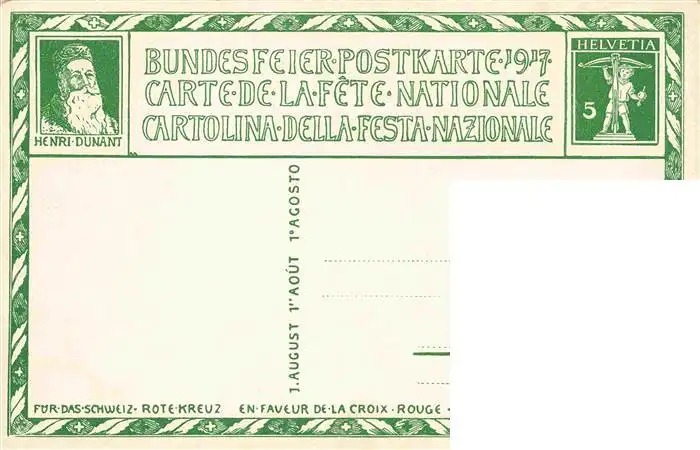 BUNDESFEIER·POSTKARTE·1917·
CARTE·DE·LA·FÊTE·NATIONALE
CARTOLINA·DELLA·FESTA·NAZIONALE
HENRI·DUNANT
HELVETIA
5
1.AUGUST 1ER AOÛT 1º AGOSTO
FÜR·DAS·SCHWEIZ· ROTE·KREUZ EN·FAVEUR·DE·LA CROIX·ROUGE·